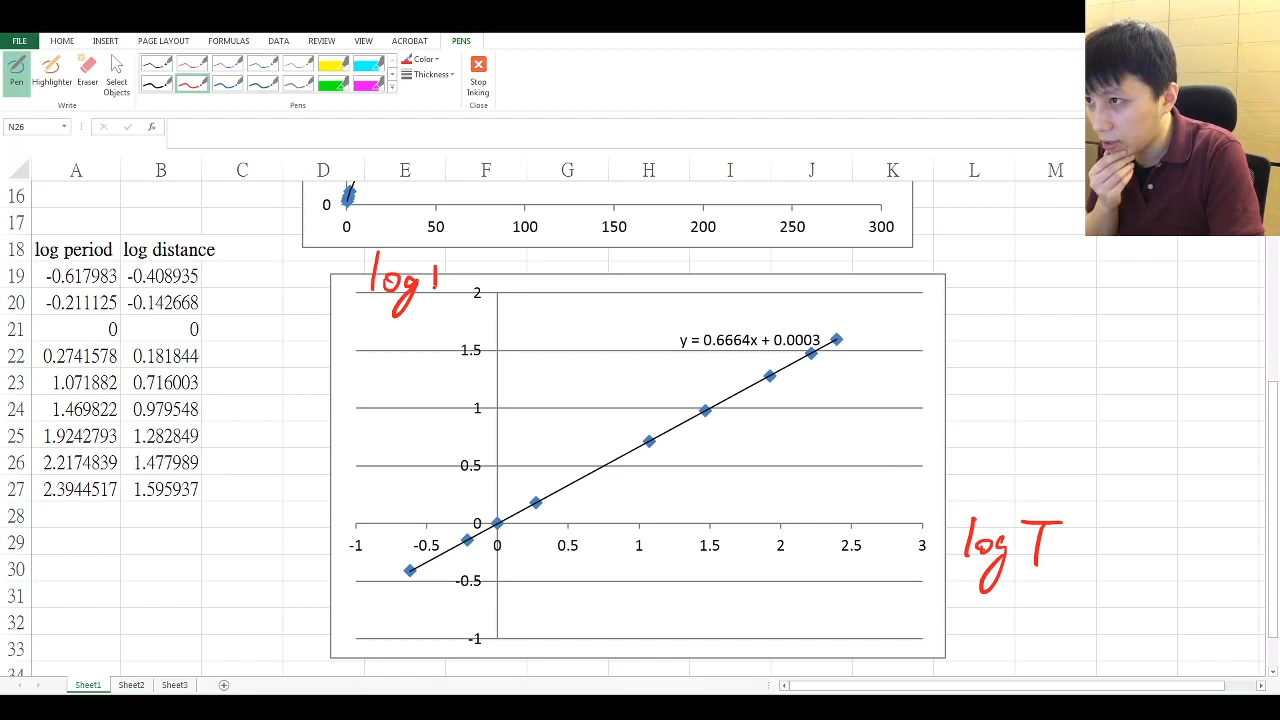 FILE HOME INSERT PAGE LAYOUT FORMULAS DATA REVIEW VIEW ACROBAT PENS
Pen Highlighter Eraser Select Objects Color Thickness Stop Inking
Write Pens Close
N26 fx
A B C D E F G H I J K L M
16
17
18 log period log distance
19 -0.617983 -0.408935
20 -0.211125 -0.142668
21 0 0
22 0.2741578 0.181844
23 1.071882 0.716003
24 1.469822 0.979548
25 1.9242793 1.282849
26 2.2174839 1.477989
27 2.3944517 1.595937
28
29
30
31
32
33
34
0
0 50 100 150 200 250 300
log
2
y = 0.6664x + 0.0003
1.5
1
0.5
0
-1 -0.5 0 0.5 1 1.5 2 2.5 3
log T
-0.5
-1
Sheet1 Sheet2 Sheet3